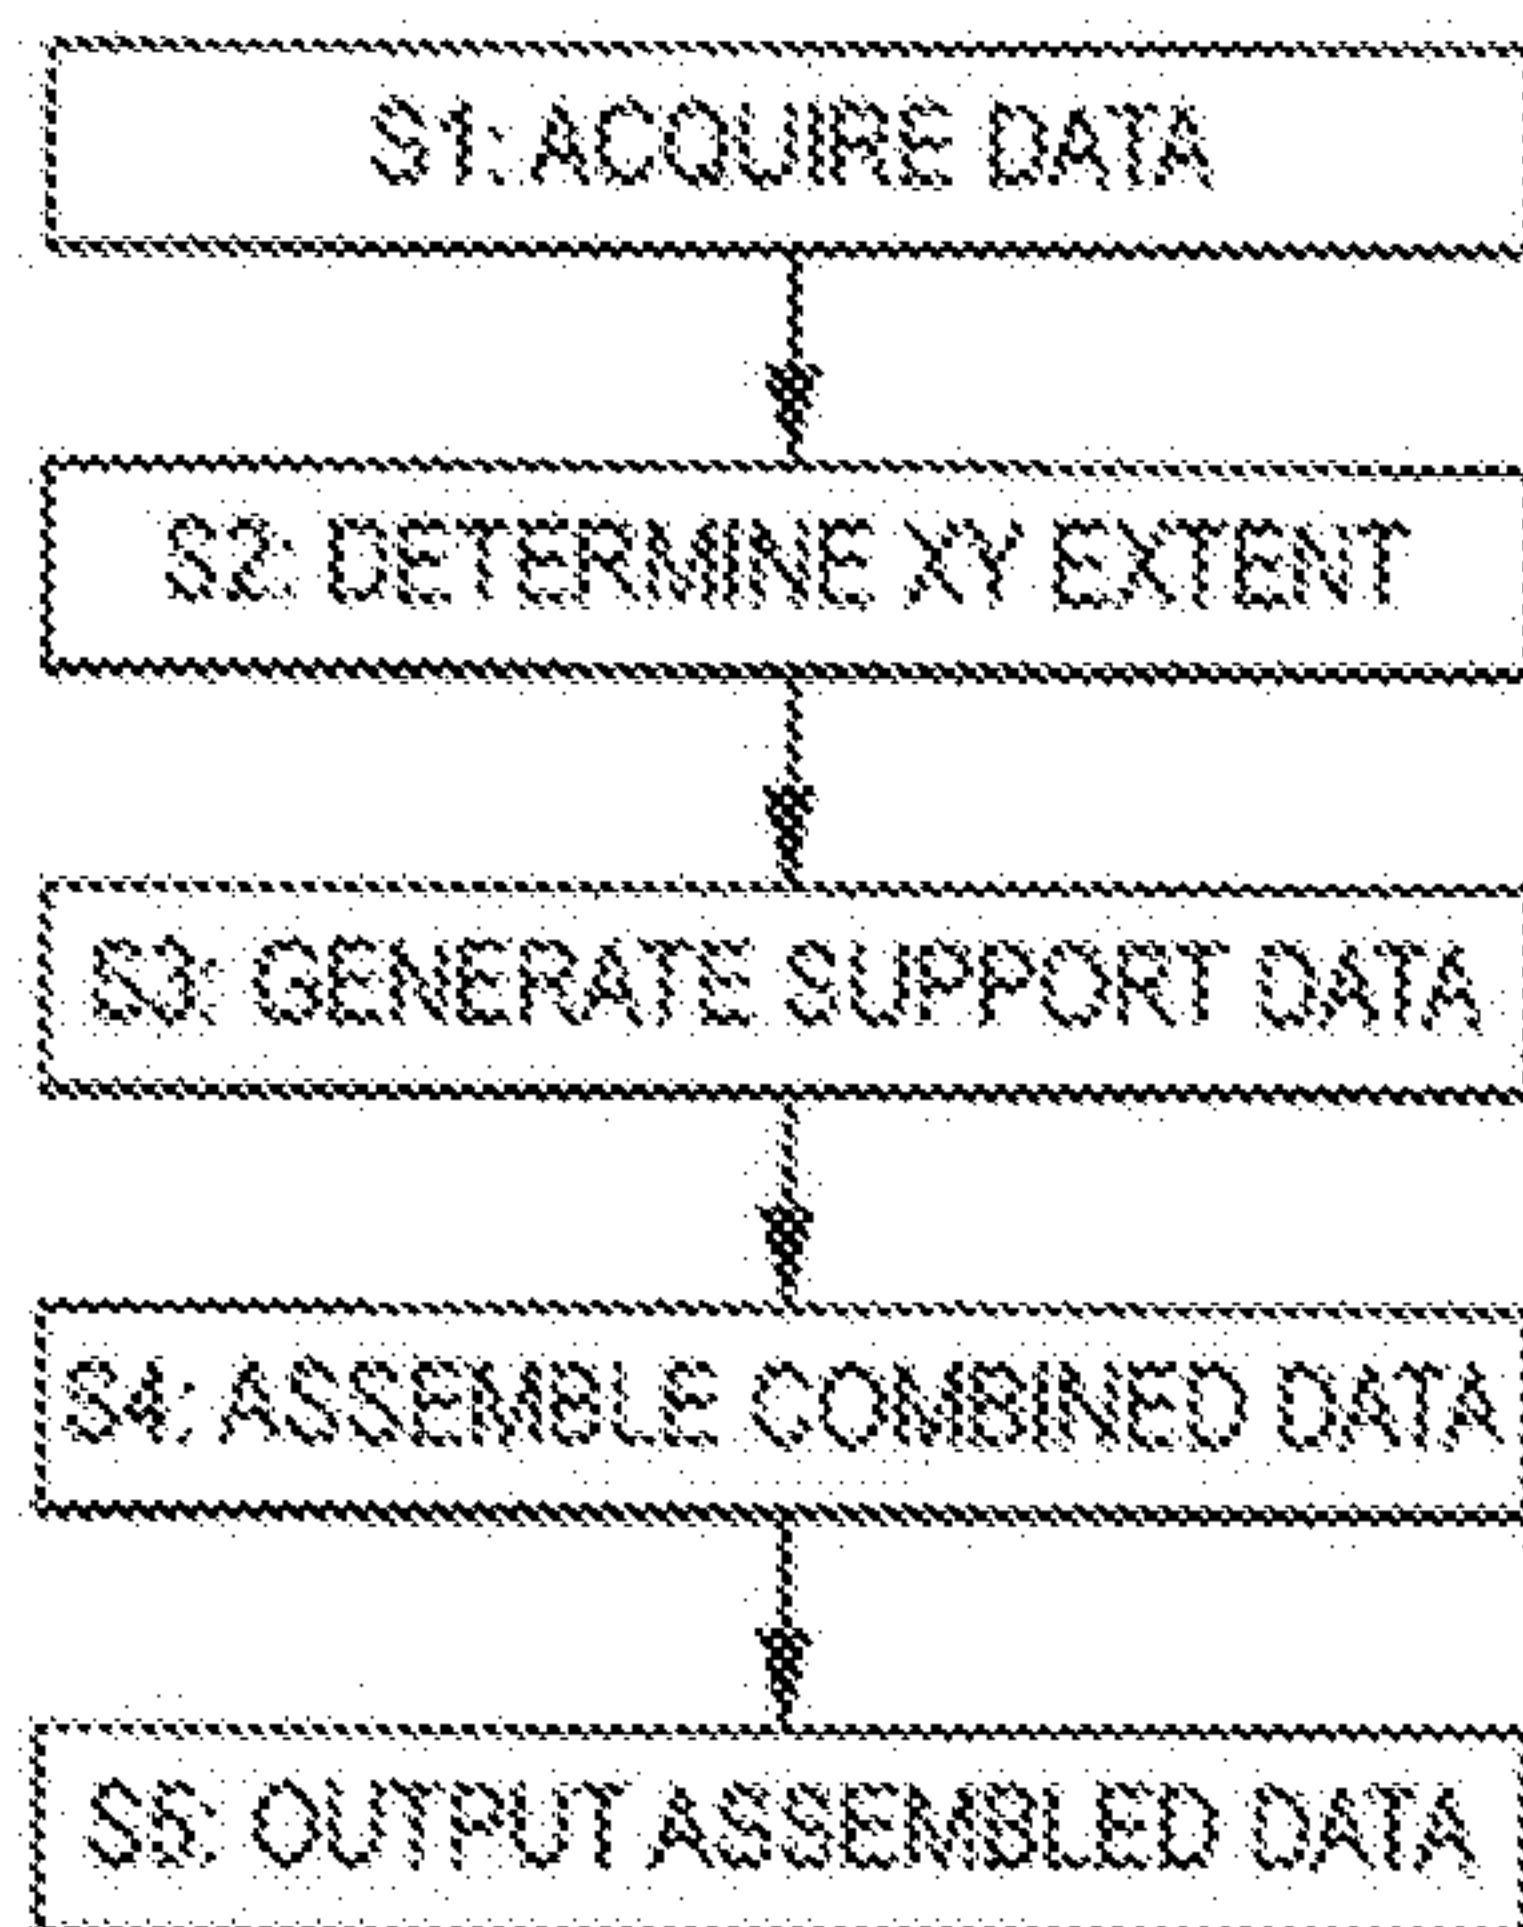 S1: ACQUIRE DATA
S2: DETERMINE XY EXTENT
S3: GENERATE SUPPORT DATA
S4: ASSEMBLE COMBINED DATA
S5: OUTPUT ASSEMBLED DATA